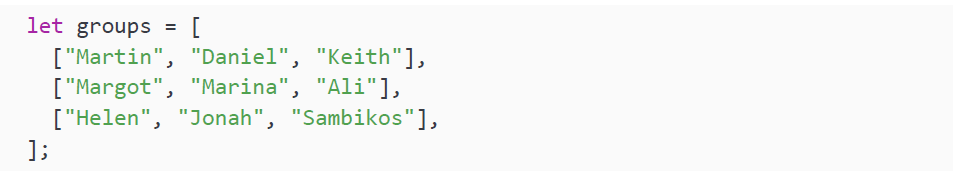 let groups = [
  ["Martin", "Daniel", "Keith"],
  ["Margot", "Marina", "Ali"],
  ["Helen", "Jonah", "Sambikos"],
];